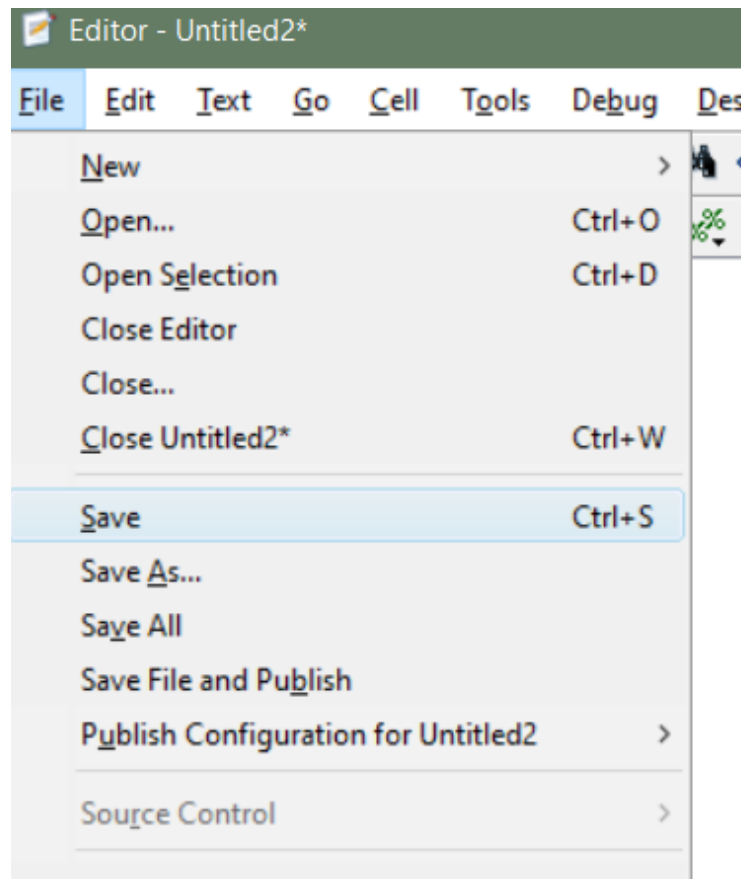 Editor - Untitled2*
File Edit Text Go Cell Tools Debug Des
New
Open... Ctrl+O
Open Selection Ctrl+D
Close Editor
Close...
Close Untitled2* Ctrl+W
Save Ctrl+S
Save As...
Save All
Save File and Publish
Publish Configuration for Untitled2
Source Control